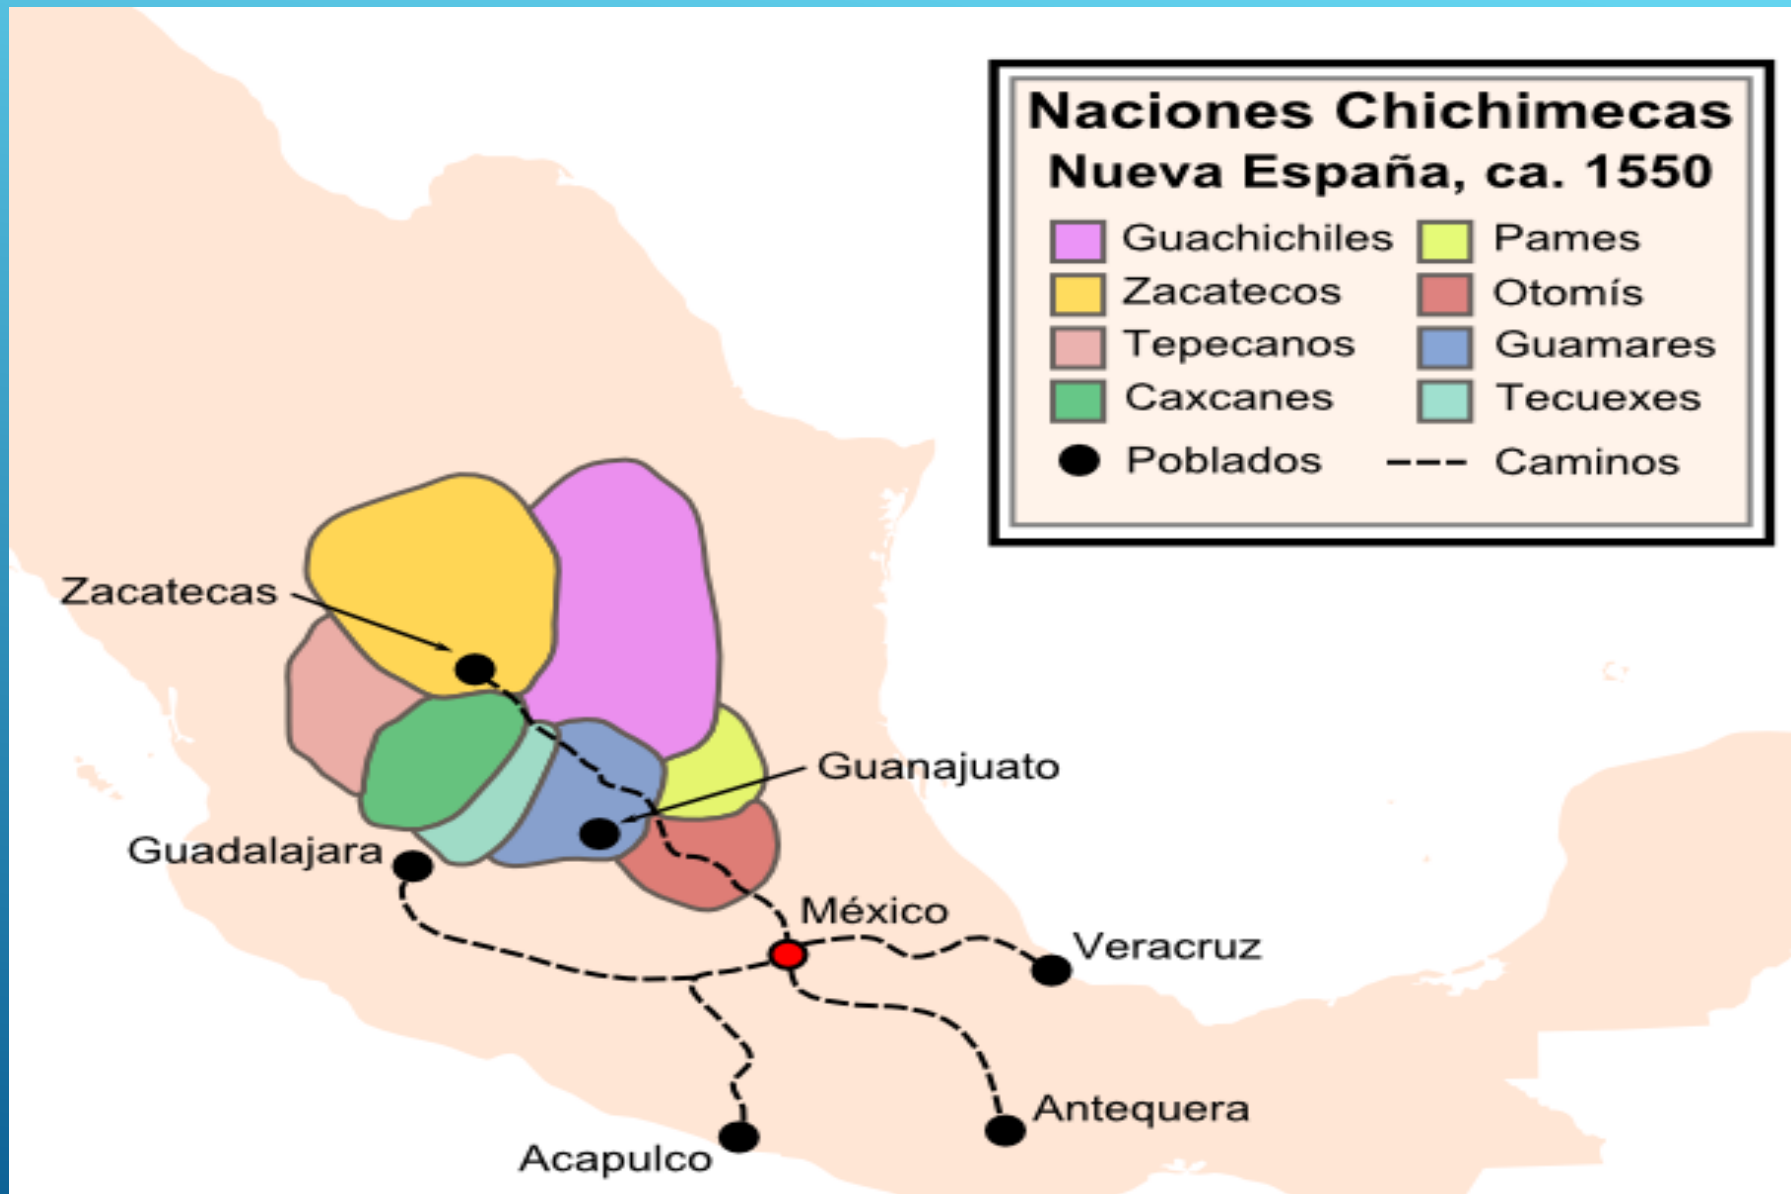 Naciones Chichimecas
Nueva España, ca. 1550
Guachichiles
Pames
Zacatecos
Otomís
Tepecanos
Guamares
Caxcanes
Tecuexes
Poblados
Caminos
Zacatecas
Guanajuato
Guadalajara
México
Veracruz
Antequera
Acapulco